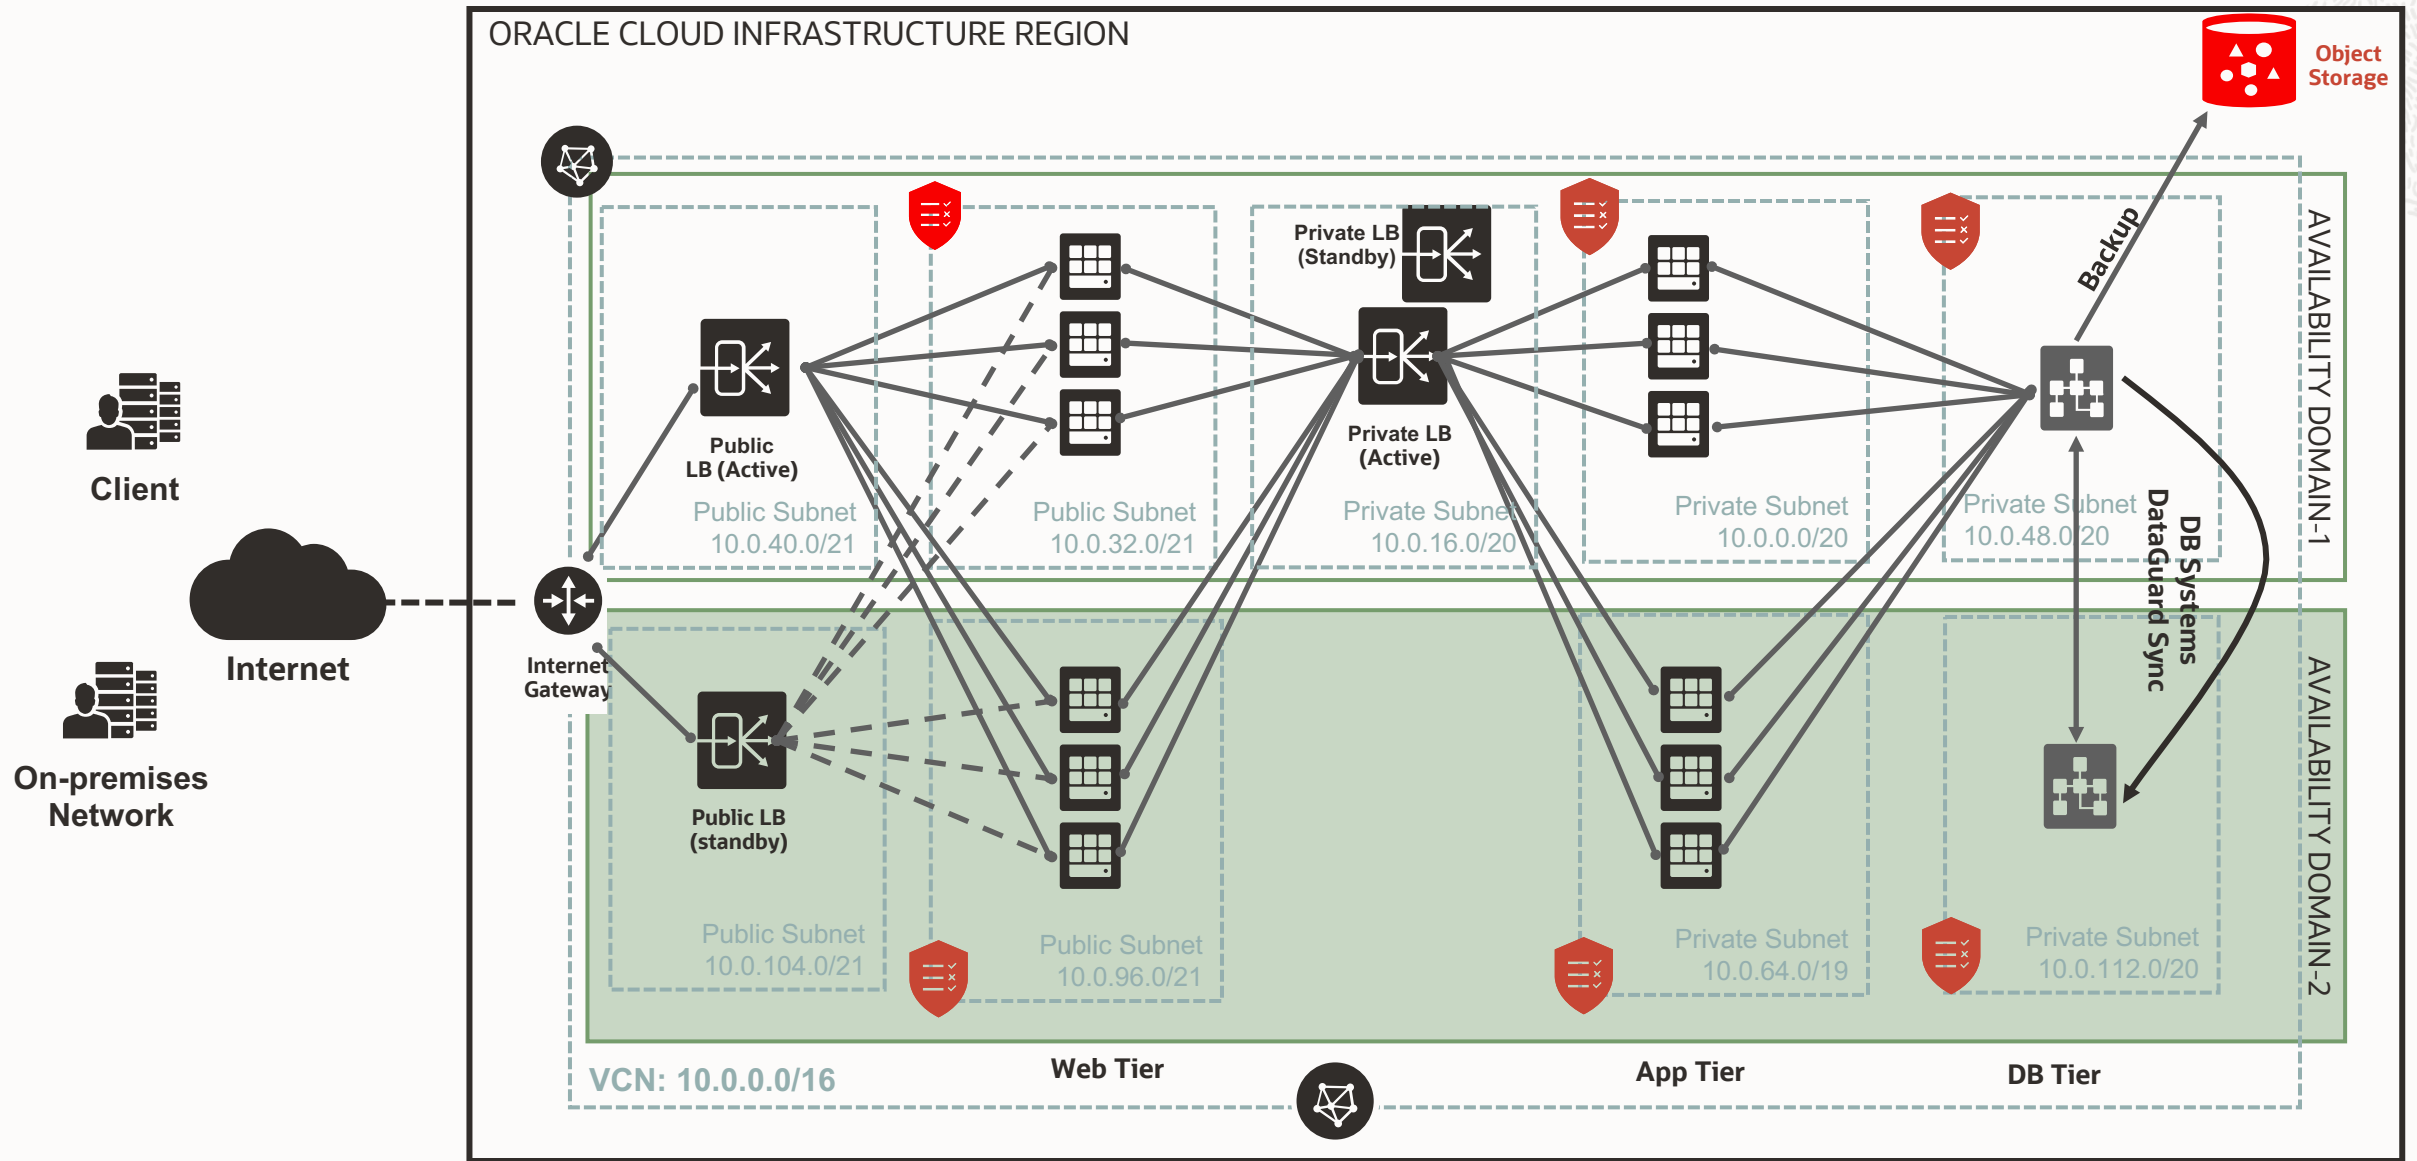 ORACLE CLOUD INFRASTRUCTURE REGION
Object
Storage
Backup
AVAILABILITY DOMAIN-1
Private LB
(Standby)
Public
LB (Active)
Private LB
(Active)
Public Subnet
10.0.40.0/21
Public Subnet
10.0.32.0/21
Private Subnet
10.0.16.0/20
Private Subnet
10.0.0.0/20
Private Subnet
10.0.48.0/20
DB Systems
DataGuard Sync
Client
Internet
On-premises
Network
Internet
Gateway
Public LB
(standby)
Public Subnet
10.0.104.0/21
Public Subnet
10.0.96.0/21
Private Subnet
10.0.64.0/19
Private Subnet
10.0.112.0/20
AVAILABILITY DOMAIN-2
Web Tier
App Tier
DB Tier
VCN: 10.0.0.0/16